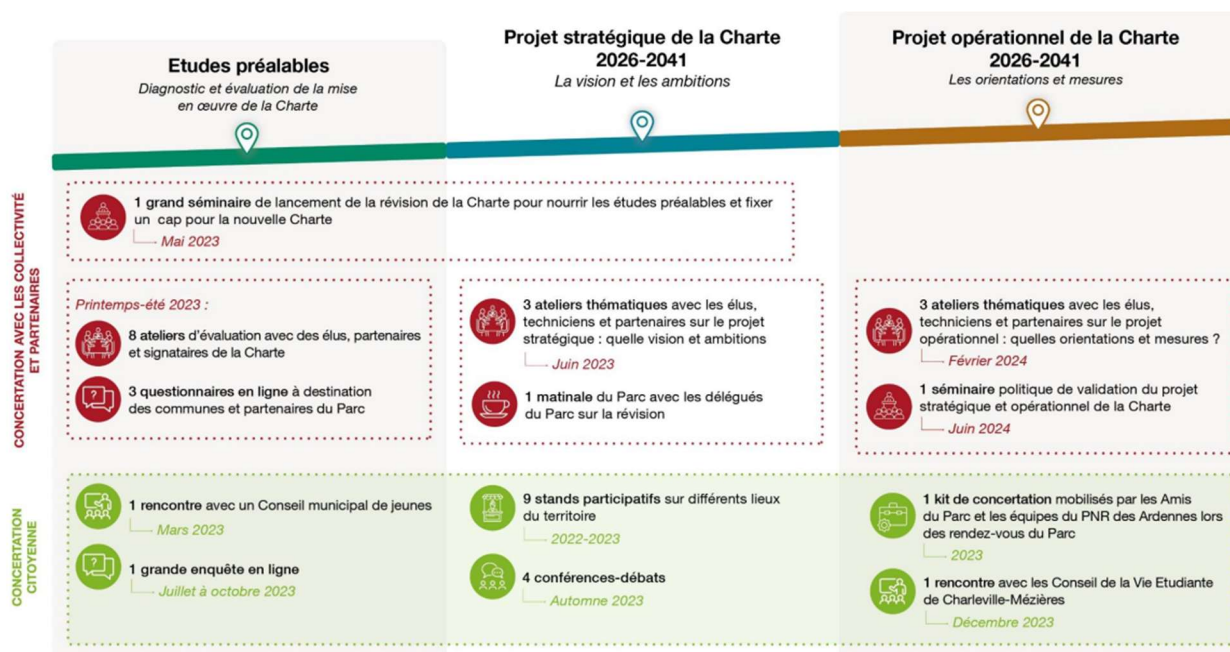 Etudes préalables
Diagnostic et évaluation de la mise
en œuvre de la Charte
Projet stratégique de la Charte
2026-2041
La vision et les ambitions
Projet opérationnel de la Charte
2026-2041
Les orientations et mesures
CONCERTATION AVEC LES COLLECTIVITÉ
ET PARTENAIRES
1 grand séminaire de lancement de la révision de la Charte pour nourrir les études préalables et fixer
un cap pour la nouvelle Charte
Mai 2023
Printemps-été 2023 :
8 ateliers d'évaluation avec des élus, partenaires
et signataires de la Charte
3 questionnaires en ligne à destination
des communes et partenaires du Parc
3 ateliers thématiques avec les élus,
techniciens et partenaires sur le projet
stratégique : quelle vision et ambitions
Juin 2023
1 matinale du Parc avec les délégués
du Parc sur la révision
3 ateliers thématiques avec les élus,
techniciens et partenaires sur le projet
opérationnel : quelles orientations et mesures ?
Février 2024
1 séminaire politique de validation du projet
stratégique et opérationnel de la Charte
Juin 2024
CONCERTATION
CITOYENNE
1 rencontre avec un Conseil municipal de jeunes
Mars 2023
1 grande enquête en ligne
Juillet à octobre 2023
9 stands participatifs sur différents lieux
du territoire
2022-2023
4 conférences-débats
Automne 2023
1 kit de concertation mobilisés par les Amis
du Parc et les équipes du PNR des Ardennes lors
des rendez-vous du Parc
2023
1 rencontre avec les Conseil de la Vie Etudiante
de Charleville-Mézières
Décembre 2023